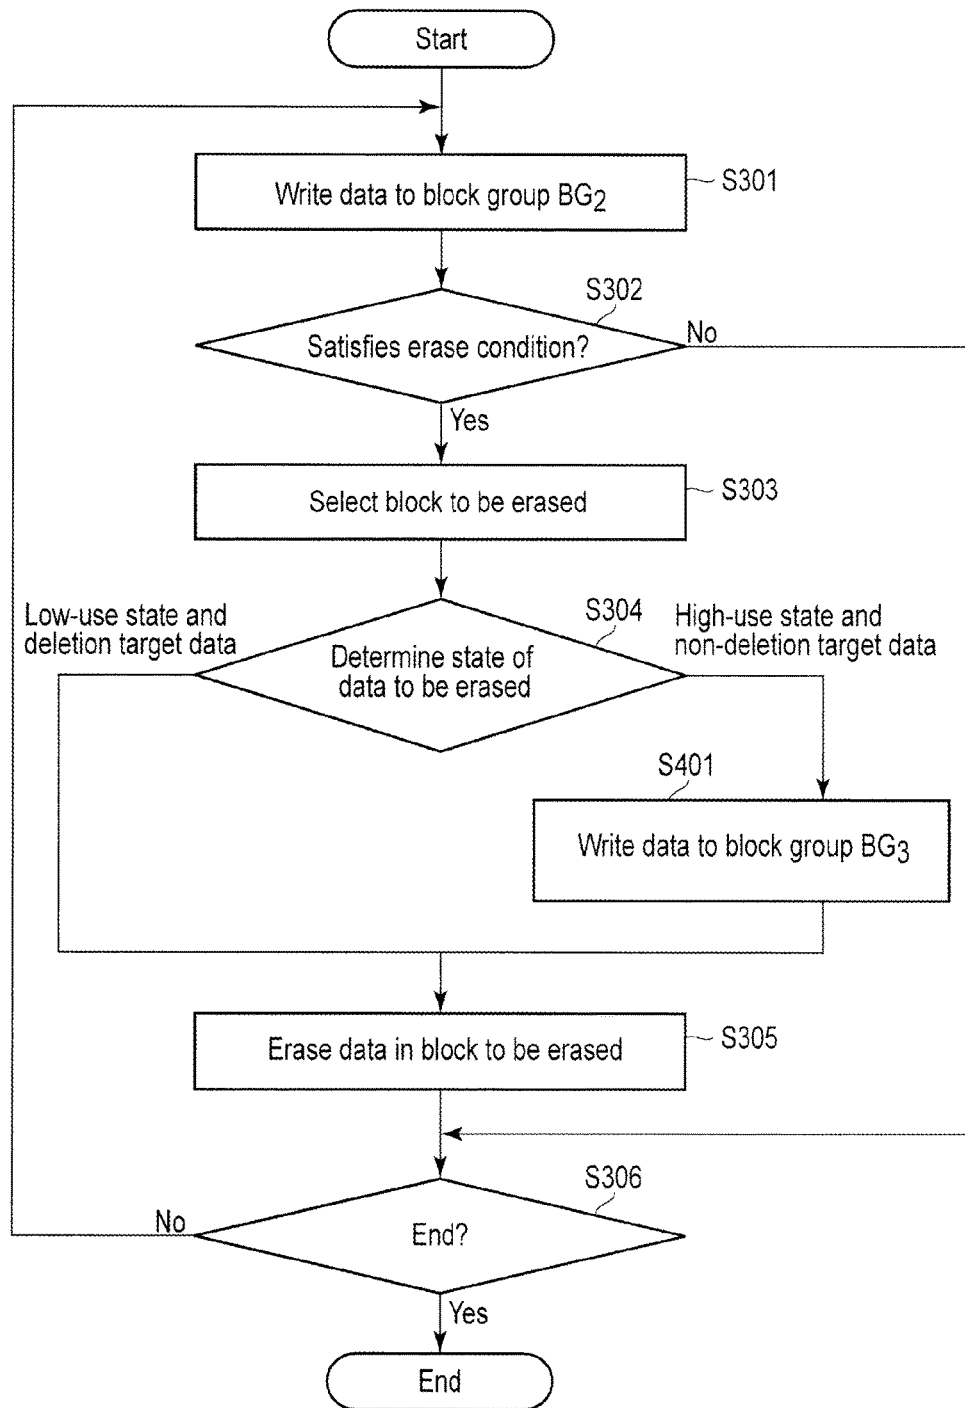 Start
Write data to block group BG2
S301
S302
Satisfies erase condition?
No
Yes
Select block to be erased
S303
Low-use state and
deletion target data
S304
High-use state and
non-deletion target data
Determine state of
data to be erased
S401
Write data to block group BG3
Erase data in block to be erased
S305
S306
No
End?
Yes
End